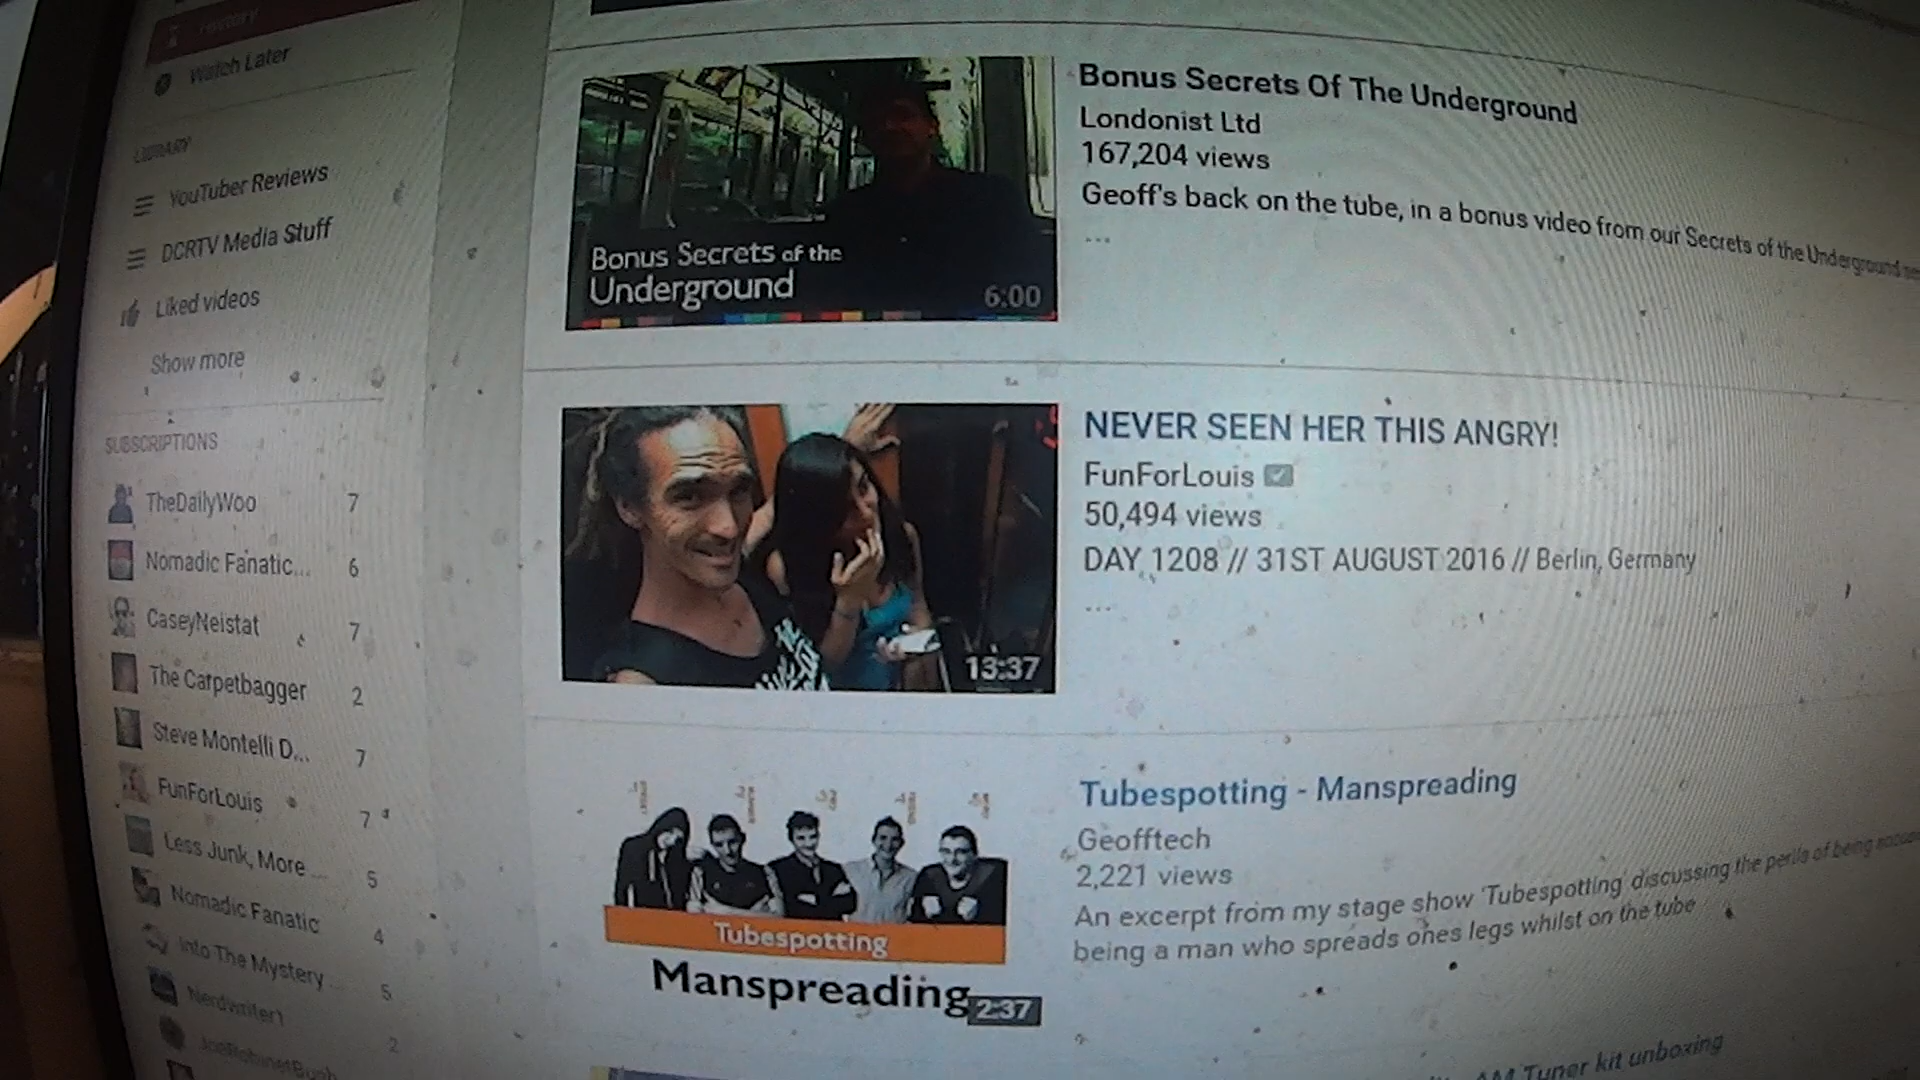 History
Watch Later
LIBRARY
YouTuber Reviews
DCRTV Media Stuff
Liked videos
Show more
SUBSCRIPTIONS
TheDailyWoo 7
Nomadic Fanatic... 6
CaseyNeistat 7
The Carpetbagger 2
Steve Montelli D... 7
FunForLouis 7
Less Junk, More ... 5
Nomadic Fanatic 4
Into The Mystery ... 5
Nerdwriter1 2
Bonus Secrets of the
Underground
6:00
Bonus Secrets Of The Underground
Londonist Ltd
167,204 views
Geoff's back on the tube, in a bonus video from our Secrets of the Underground
...
13:37
NEVER SEEN HER THIS ANGRY!
FunForLouis
50,494 views
DAY 1208 // 31ST AUGUST 2016 // Berlin, Germany
...
Tubespotting
Manspreading
2:37
Tubespotting - Manspreading
Geofftech
2,221 views
An excerpt from my stage show 'Tubespotting' discussing the perils of being
being a man who spreads ones legs whilst on the tube
AM Tuner kit unboxing